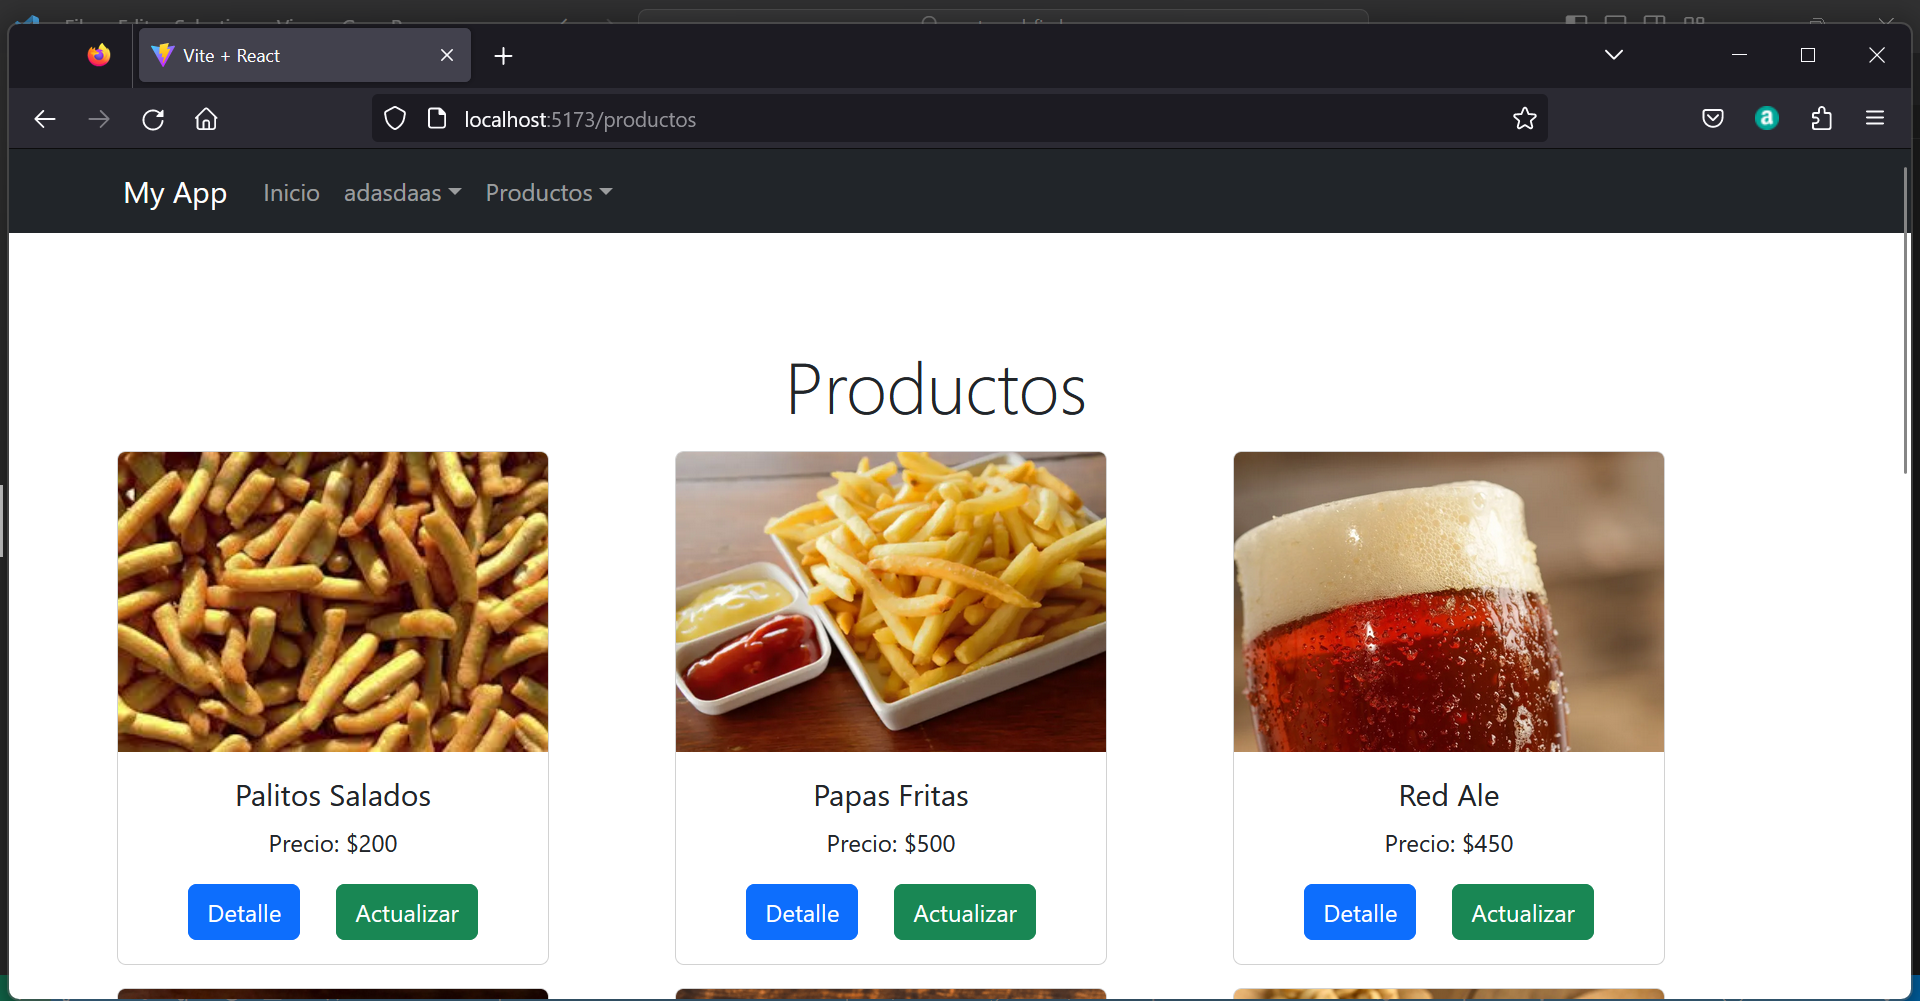 Vite + React
localhost:5173/productos
My App Inicio adasdaas Productos
Productos
Palitos Salados
Precio: $200
Detalle Actualizar
Papas Fritas
Precio: $500
Detalle Actualizar
Red Ale
Precio: $450
Detalle Actualizar